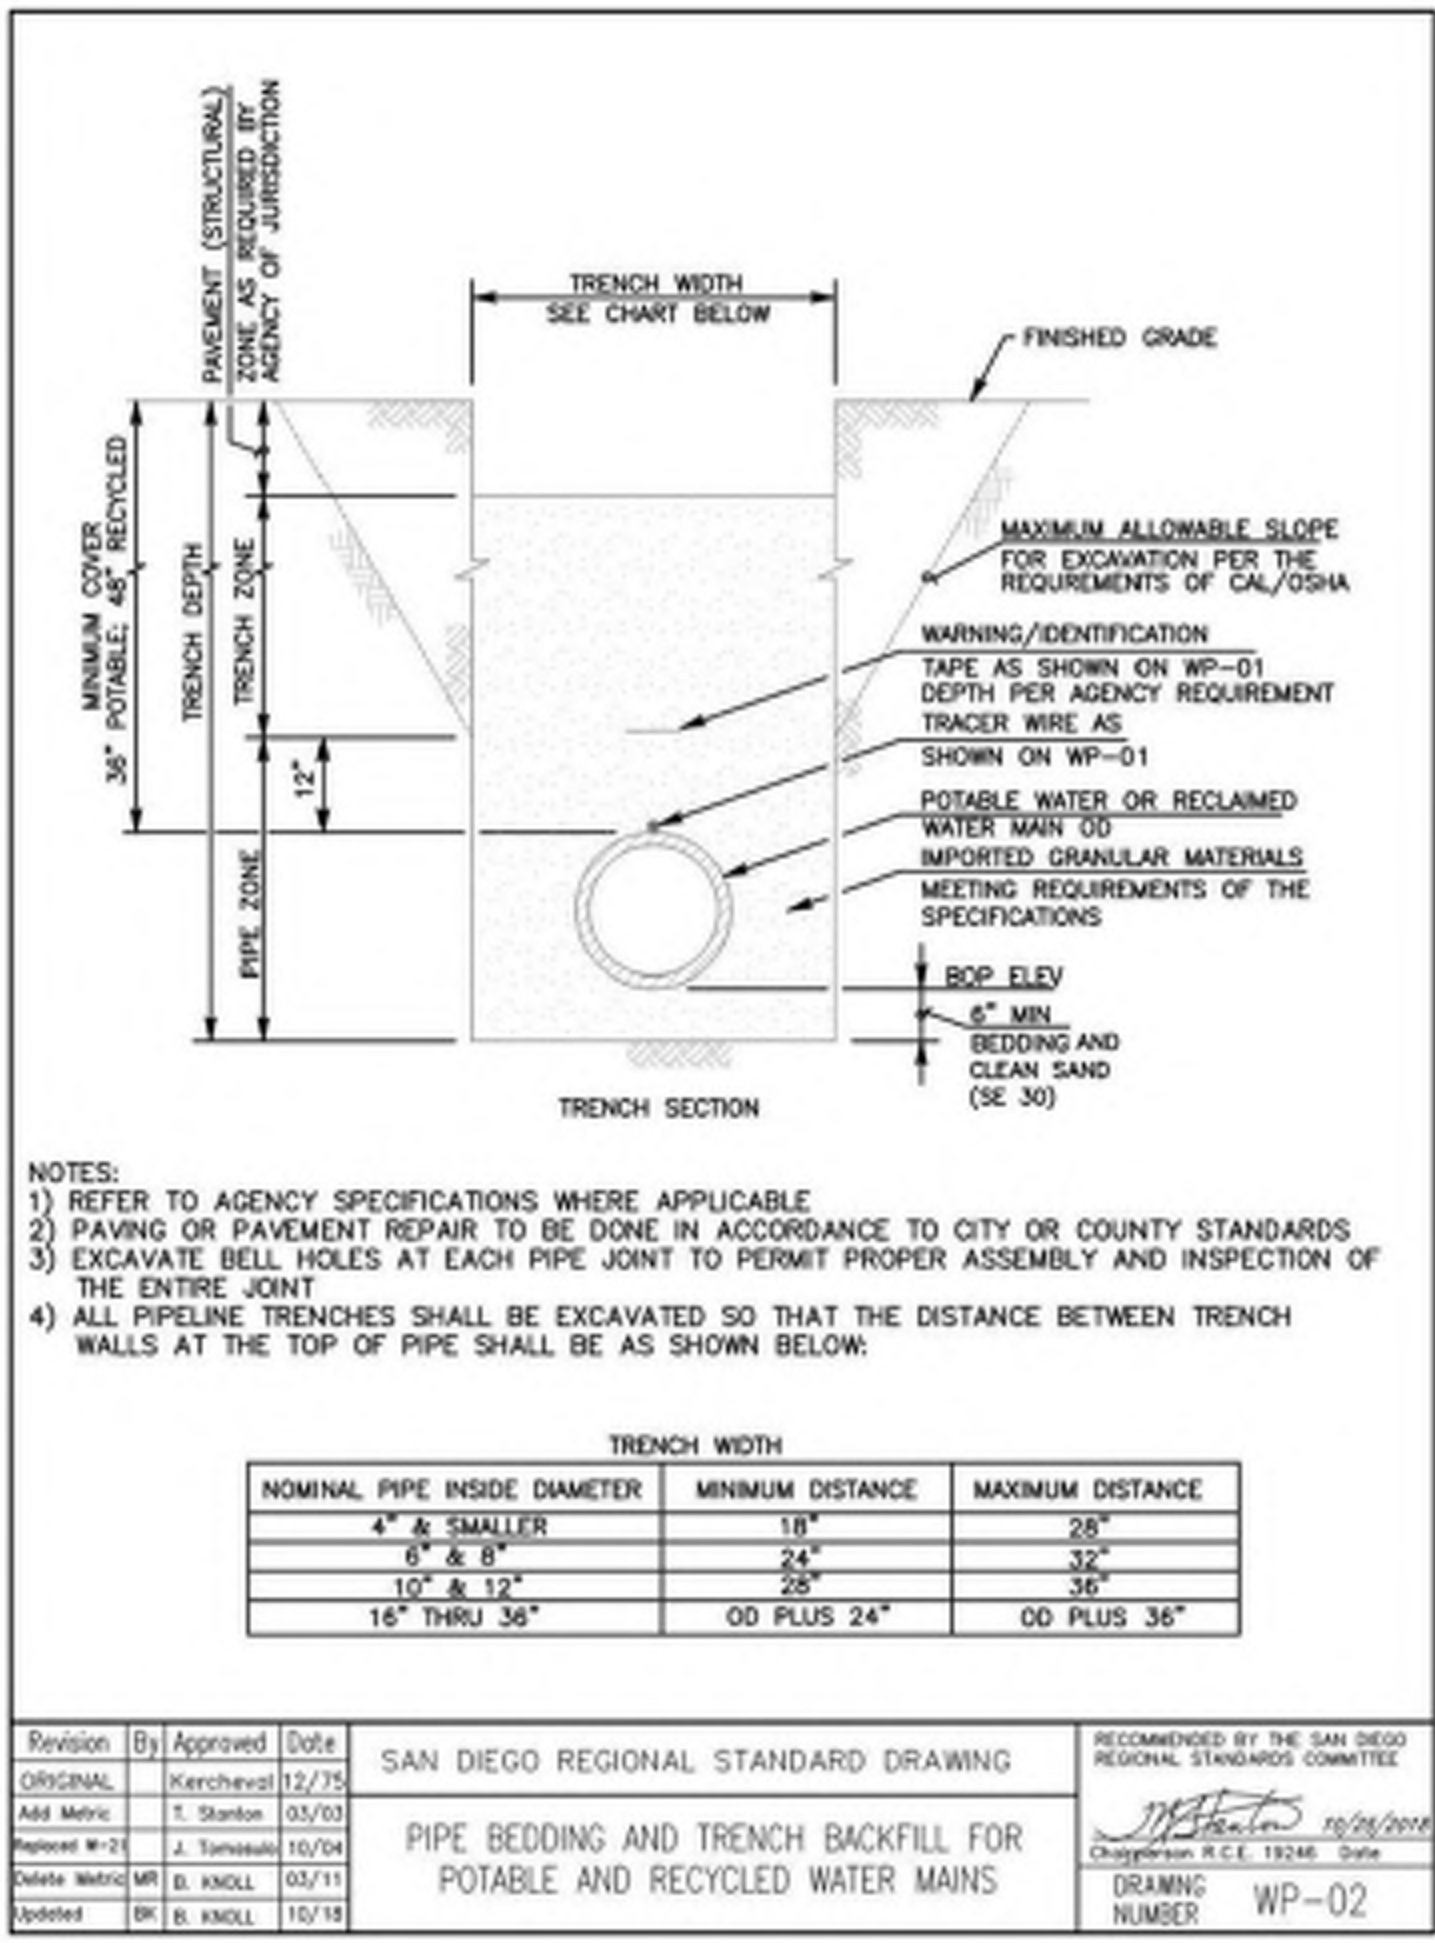 PAVEMENT (STRUCTURAL)
ZONE AS REQUIRED BY
AGENCY OF JURISDICTION
TRENCH WIDTH
SEE CHART BELOW
FINISHED GRADE
MINIMUM COVER
36" POTABLE; 48" RECYCLED
TRENCH DEPTH
TRENCH ZONE
12"
PIPE ZONE
MAXIMUM ALLOWABLE SLOPE
FOR EXCAVATION PER THE
REQUIREMENTS OF CAL/OSHA
WARNING/IDENTIFICATION
TAPE AS SHOWN ON WP-01
DEPTH PER AGENCY REQUIREMENT
TRACER WIRE AS
SHOWN ON WP-01
POTABLE WATER OR RECLAIMED
WATER MAIN OD
IMPORTED GRANULAR MATERIALS
MEETING REQUIREMENTS OF THE
SPECIFICATIONS
BOP ELEV
6" MIN
BEDDING AND
CLEAN SAND
(SE 30)
TRENCH SECTION
NOTES:
1) REFER TO AGENCY SPECIFICATIONS WHERE APPLICABLE
2) PAVING OR PAVEMENT REPAIR TO BE DONE IN ACCORDANCE TO CITY OR COUNTY STANDARDS
3) EXCAVATE BELL HOLES AT EACH PIPE JOINT TO PERMIT PROPER ASSEMBLY AND INSPECTION OF
THE ENTIRE JOINT
4) ALL PIPELINE TRENCHES SHALL BE EXCAVATED SO THAT THE DISTANCE BETWEEN TRENCH
WALLS AT THE TOP OF PIPE SHALL BE AS SHOWN BELOW:
TRENCH WIDTH
NOMINAL PIPE INSIDE DIAMETER MINIMUM DISTANCE MAXIMUM DISTANCE
4" & SMALLER 18" 28"
6" & 8" 24" 32"
10" & 12" 28" 36"
16" THRU 36" OD PLUS 24" OD PLUS 36"
Revision By Approved Date
ORIGINAL Kercheval 12/75
Add Metric T. Stanton 03/03
Replaced W-21 J. Tomasulo 10/04
Delete Metric MR B. KNOLL 03/11
Updated BK B. KNOLL 10/18
SAN DIEGO REGIONAL STANDARD DRAWING
PIPE BEDDING AND TRENCH BACKFILL FOR
POTABLE AND RECYCLED WATER MAINS
RECOMMENDED BY THE SAN DIEGO
REGIONAL STANDARDS COMMITTEE
10/26/2018
Chairperson R.C.E. 19246 Date
DRAWING
NUMBER WP-02